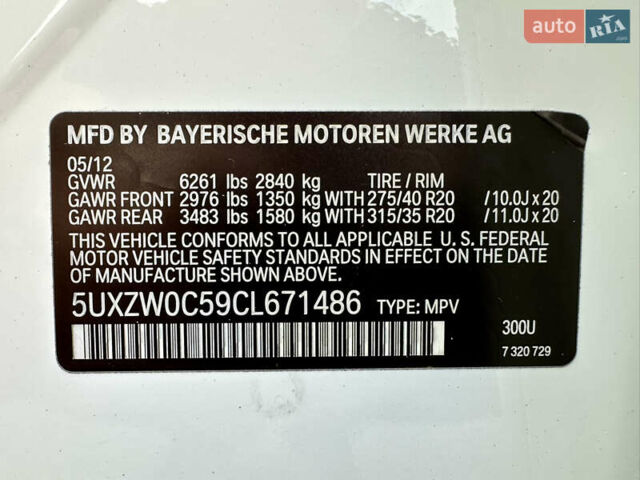 auto RIA .com
MFD BY BAYERISCHE MOTOREN WERKE AG
05/12
GVWR 6261 lbs 2840 kg TIRE / RIM
GAWR FRONT 2976 lbs 1350 kg WITH 275/40 R20 /10.0J x 20
GAWR REAR 3483 lbs 1580 kg WITH 315/35 R20 /11.0J x 20
THIS VEHICLE CONFORMS TO ALL APPLICABLE U. S. FEDERAL
MOTOR VEHICLE SAFETY STANDARDS IN EFFECT ON THE DATE
OF MANUFACTURE SHOWN ABOVE.
5UXZW0C59CL671486 TYPE: MPV
300U
7 320 729